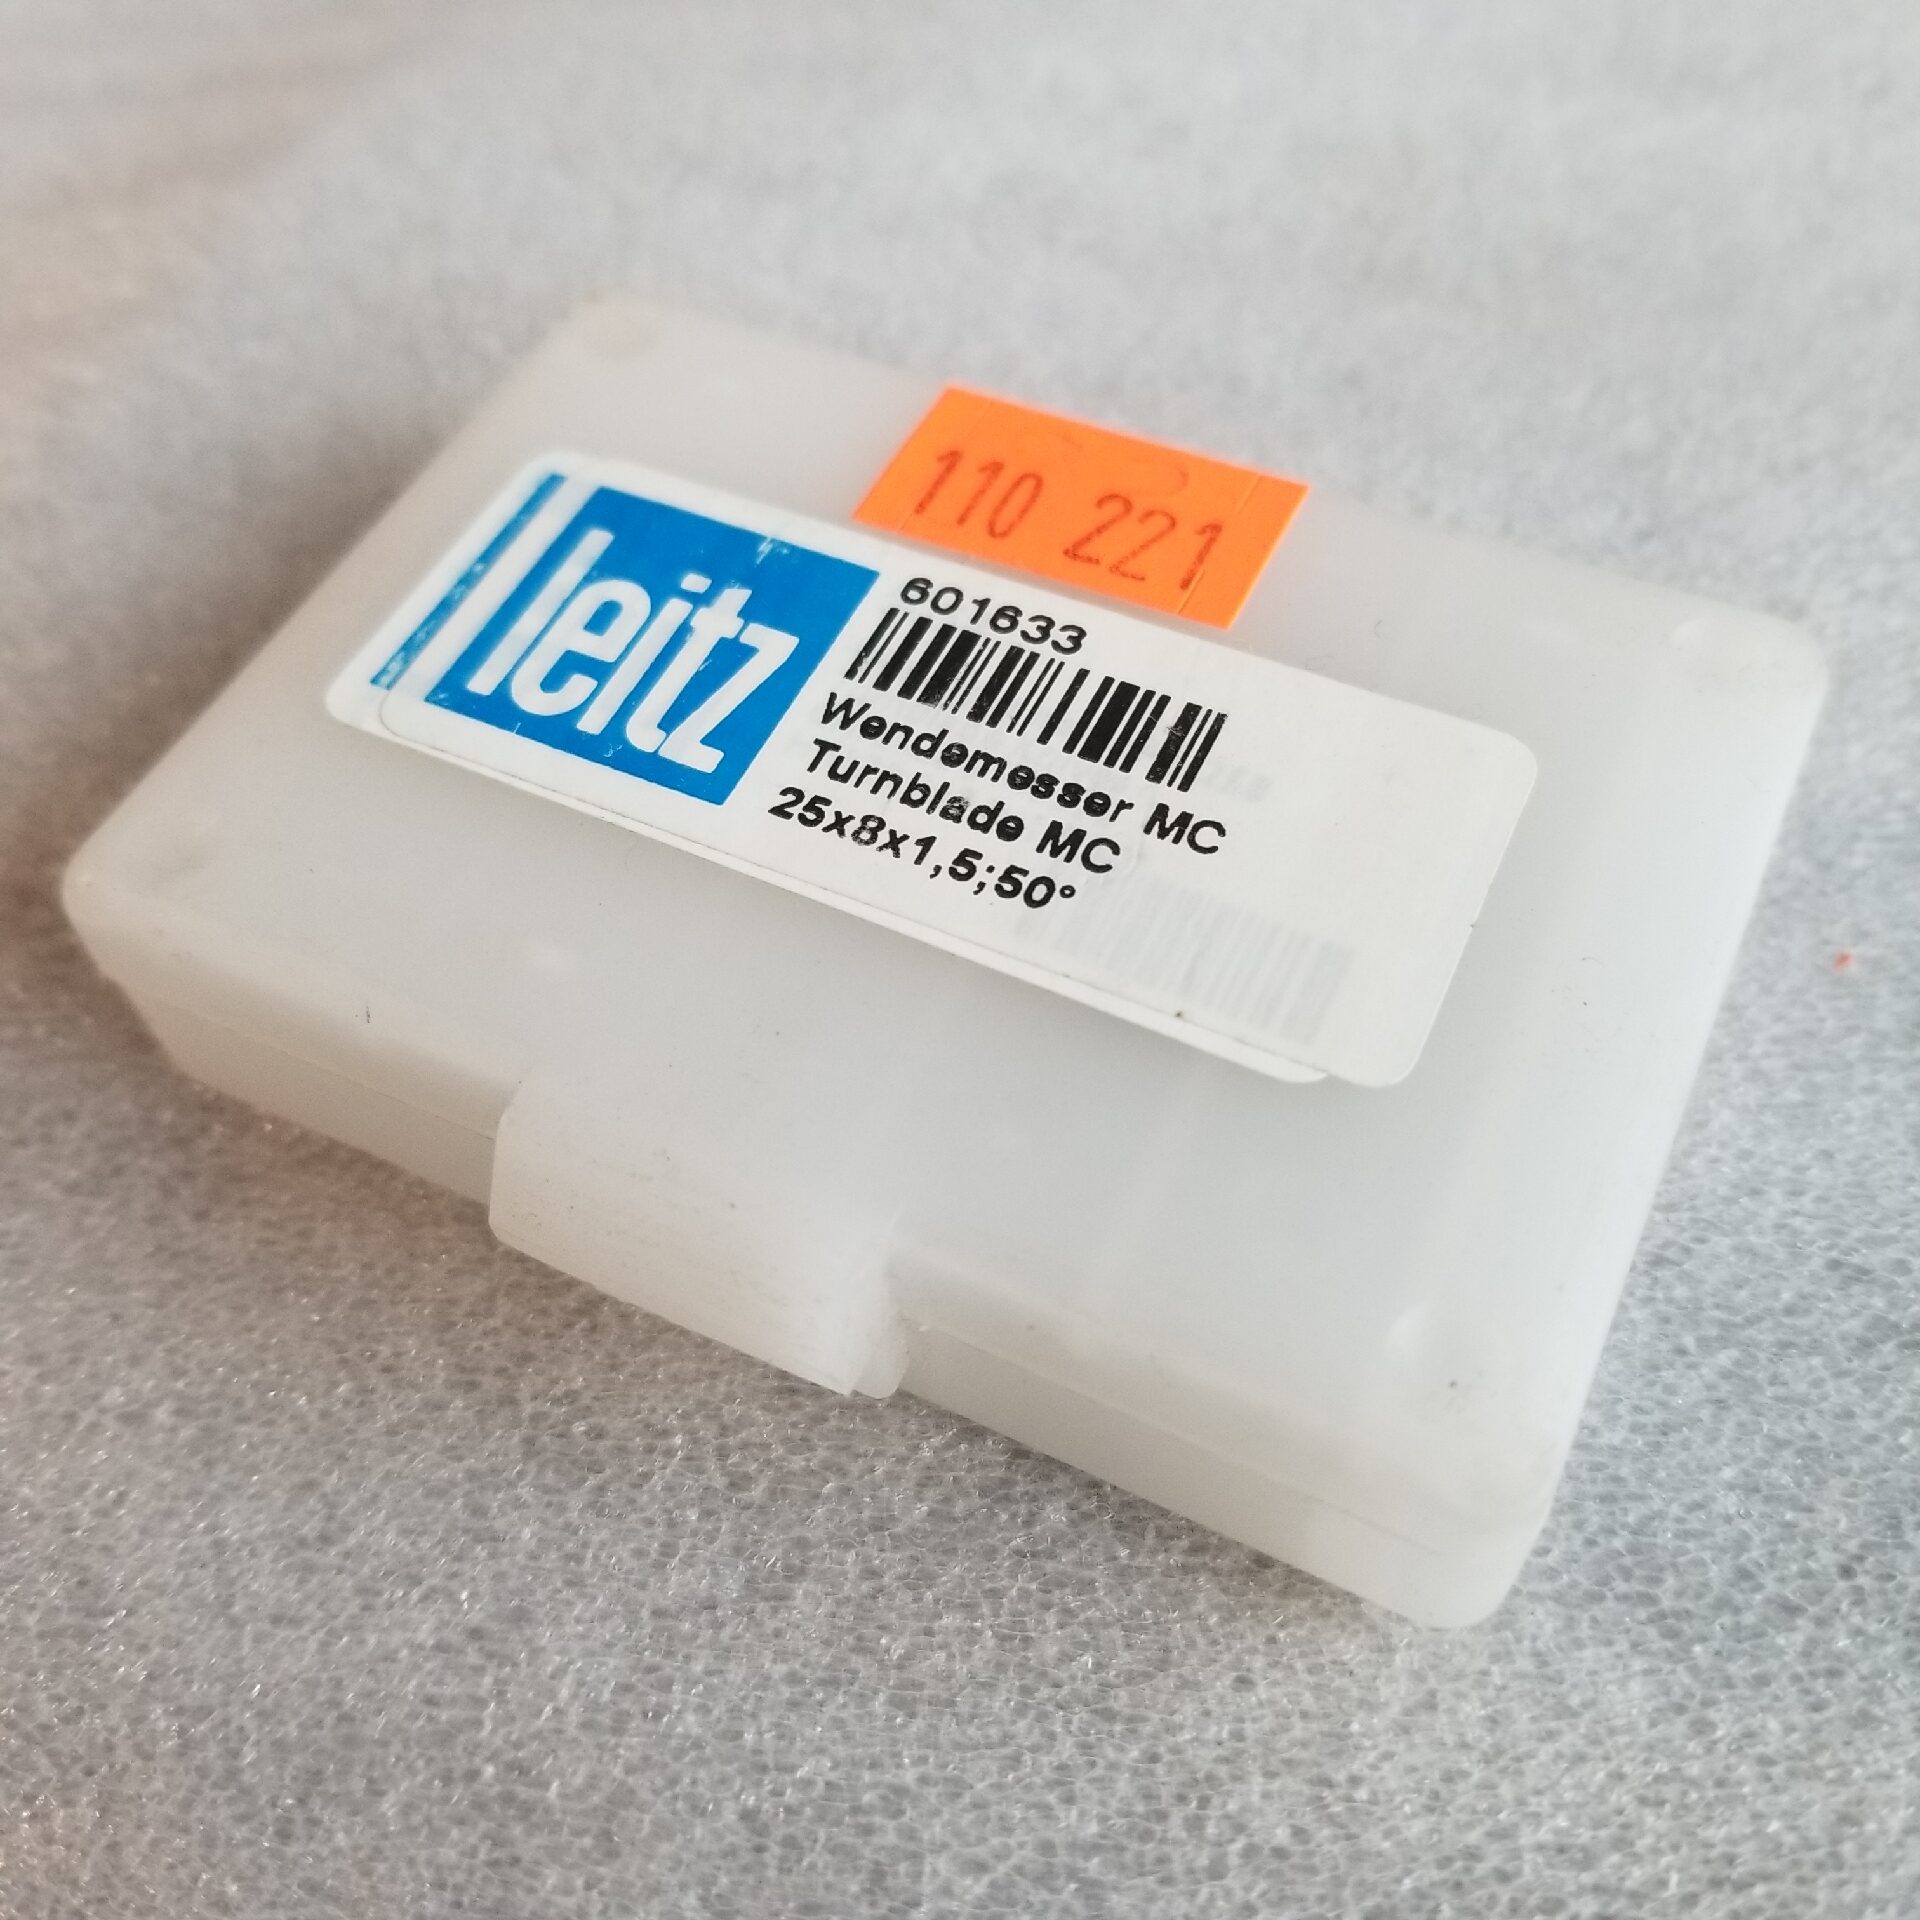 110 221
leitz
601633
Wendemesser MC
Turnblade MC
25x8x1,5;50°